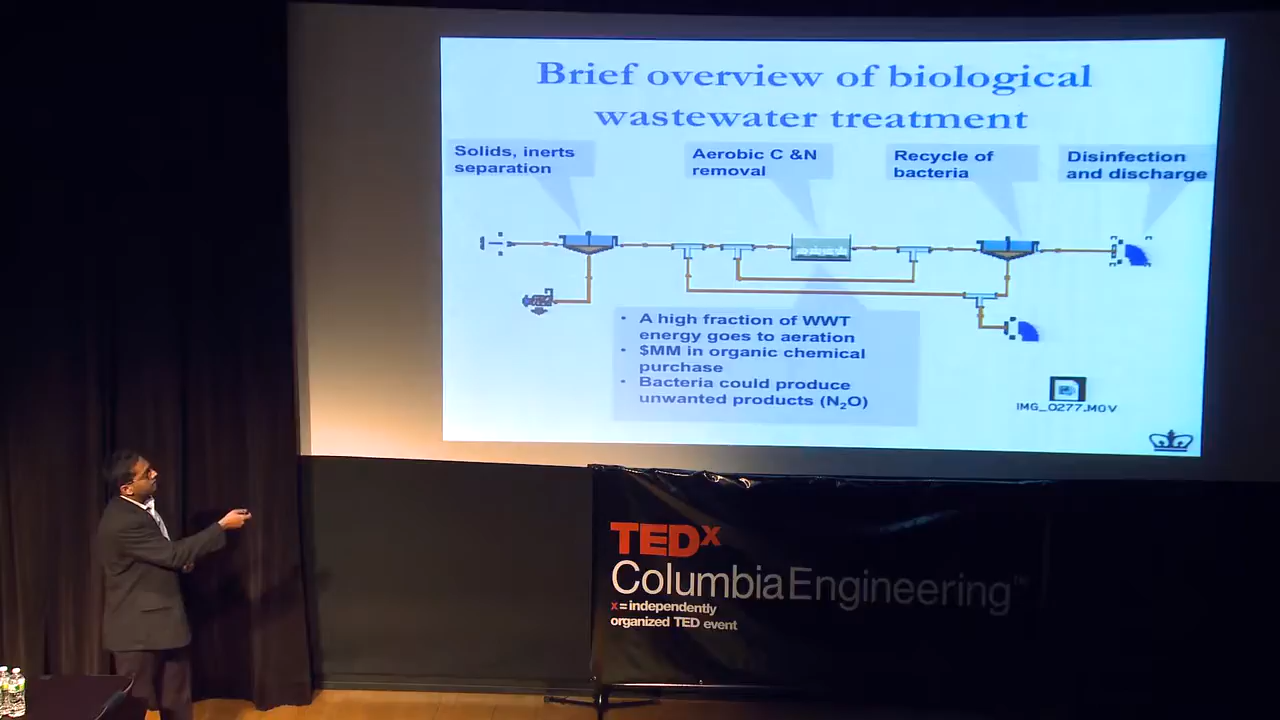 Brief overview of biological
wastewater treatment
Solids, inerts
separation
Aerobic C &N
removal
Recycle of
bacteria
Disinfection
and discharge
• A high fraction of WWT
energy goes to aeration
• $MM in organic chemical
purchase
• Bacteria could produce
unwanted products (N₂O)
IMG_0277.MOV
TEDx
ColumbiaEngineering™
x = independently
organized TED event